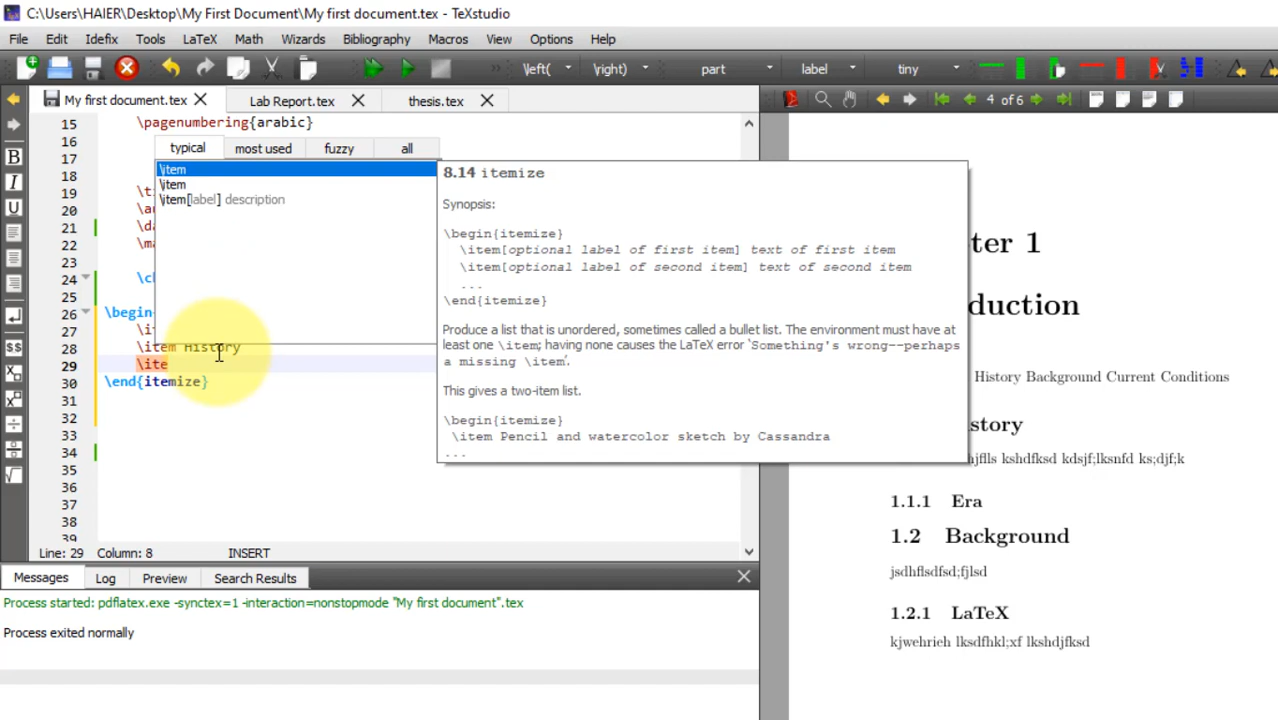 C:\Users\HAIER\Desktop\My First Document\My first document.tex - TeXstudio
File Edit Idefix Tools LaTeX Math Wizards Bibliography Macros View Options Help
\left( \right) part label tiny
My first document.tex Lab Report.tex thesis.tex
4 of 6
15 \pagenumbering{arabic}
16
17
18
19 \t
20 \a
21 \d
22 \m
23
24 \c
25
26 \begin
27 \i
28 \item History
29 \ite
30 \end{itemize}
31
32
33
34
35
36
37
38
39
typical most used fuzzy all
\item
\item
\item[label] description
8.14 itemize
Synopsis:
\begin{itemize}
\item[optional label of first item] text of first item
\item[optional label of second item] text of second item
...
\end{itemize}
Produce a list that is unordered, sometimes called a bullet list. The environment must have at
least one \item; having none causes the LaTeX error ‘Something's wrong--perhaps
a missing \item’.
This gives a two-item list.
\begin{itemize}
\item Pencil and watercolor sketch by Cassandra
...
Line: 29 Column: 8 INSERT
Messages Log Preview Search Results
Process started: pdflatex.exe -synctex=1 -interaction=nonstopmode "My first document".tex
Process exited normally
ter 1
duction
History Background Current Conditions
story
hjflls kshdfksd kdsjf;lksnfd ks;djf;k
1.1.1 Era
1.2 Background
jsdhflsdfsd;fjlsd
1.2.1 LaTeX
kjwehrieh lksdfhkl;xf lkshdjfksd